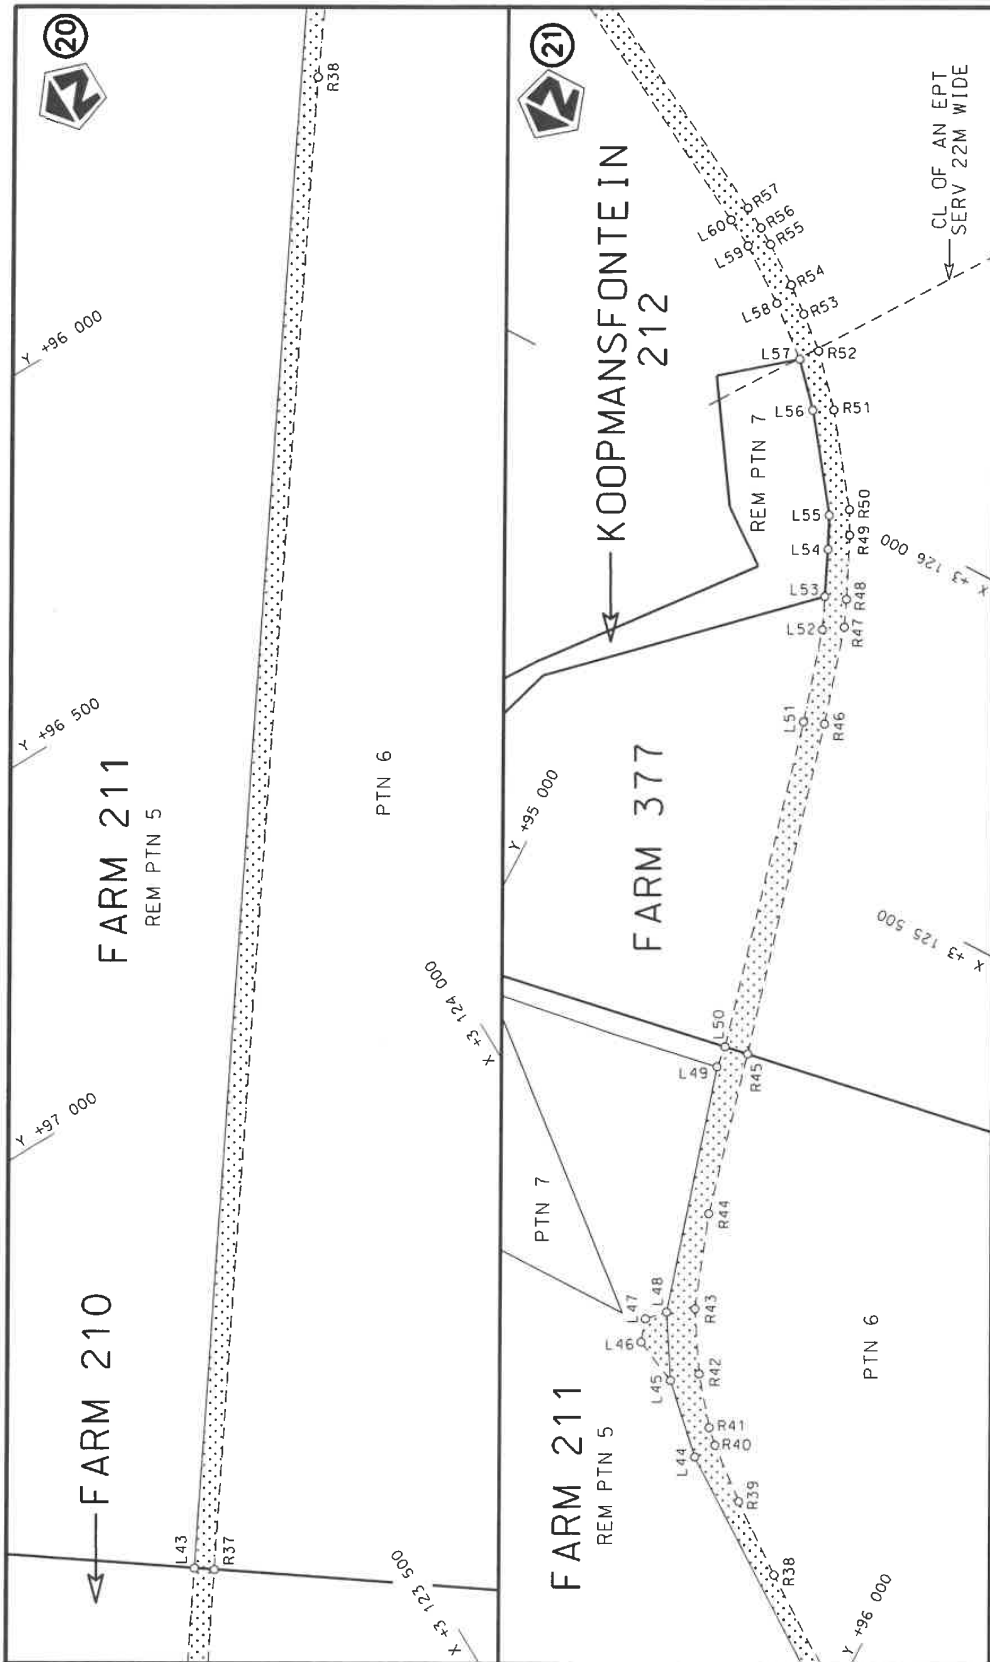 20
R38
Y +96 000
Y +96 500
FARM 211
REM PTN 5
PTN 6
X +3 124 000
Y +97 000
FARM 210
L43
R37
X +3 123 500
21
KOOPMANSFONTEIN
212
CL OF AN EPT
SERV 22M WIDE
L60
R57
R56
L59
R55
R54
L58
R53
L57
R52
L56
R51
REM PTN 7
L55
R50
L54
R49
X +3 126 000
L53
R48
L52
R47
L51
R46
Y +95 000
FARM 377
X +3 125 500
L50
L49
R45
PTN 7
R44
L48
R43
L47
L46
L45
R42
PTN 6
R41
R40
L44
R39
FARM 211
REM PTN 5
R38
Y +96 000